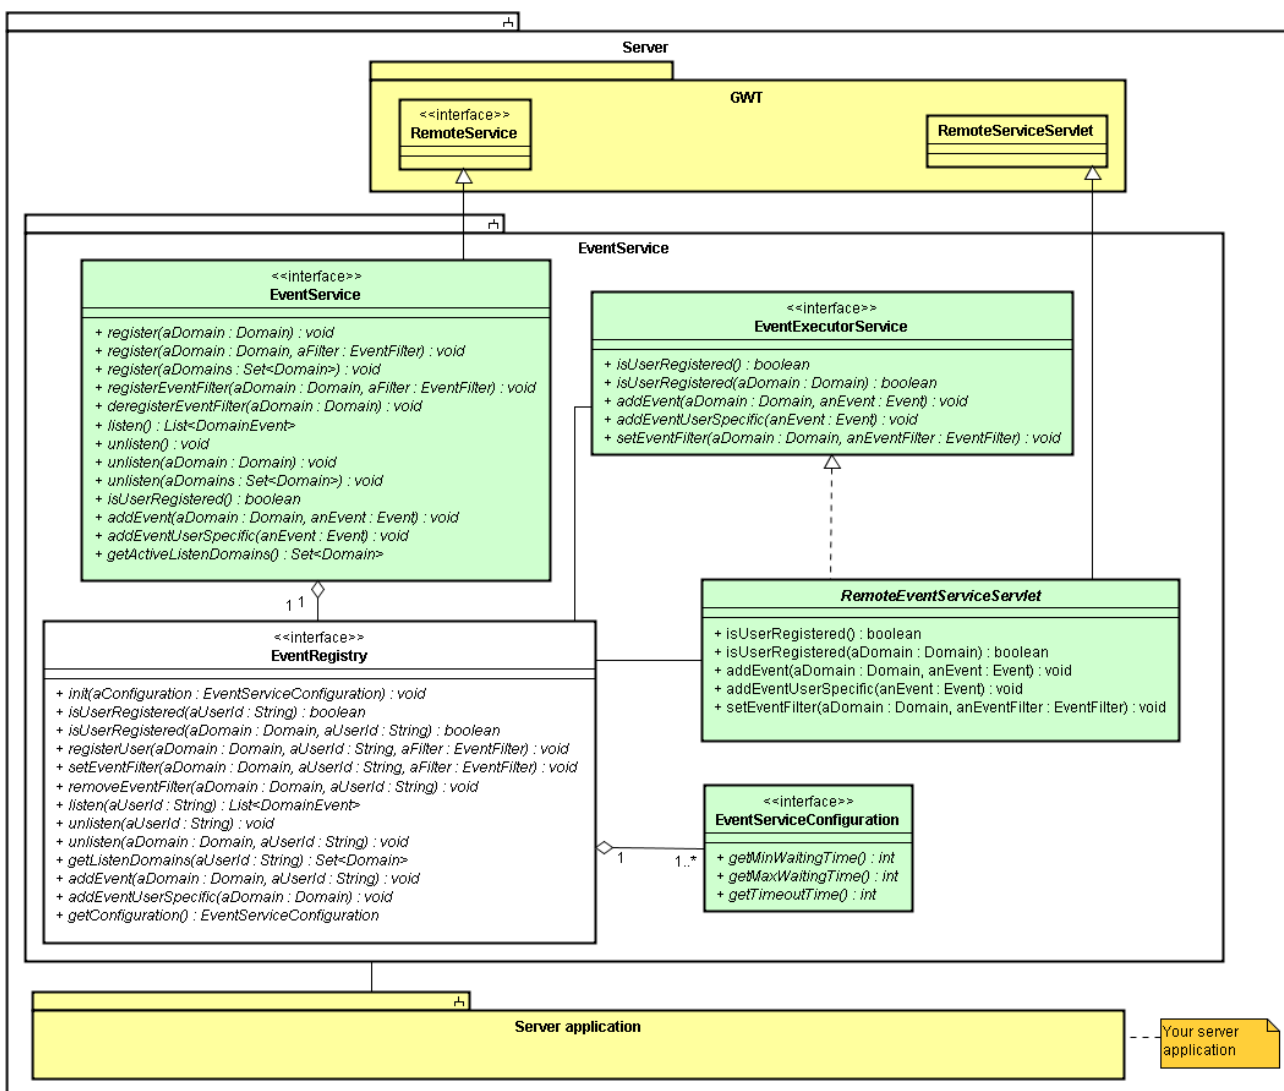 Server
GWT
<<interface>>
RemoteService
RemoteServiceServlet
EventService
<<interface>>
EventService
+ register(aDomain : Domain) : void
+ register(aDomain : Domain, aFilter : EventFilter) : void
+ register(aDomains : Set<Domain>) : void
+ registerEventFilter(aDomain : Domain, aFilter : EventFilter) : void
+ deregisterEventFilter(aDomain : Domain) : void
+ listen() : List<DomainEvent>
+ unlisten() : void
+ unlisten(aDomain : Domain) : void
+ unlisten(aDomains : Set<Domain>) : void
+ isUserRegistered() : boolean
+ addEvent(aDomain : Domain, anEvent : Event) : void
+ addEventUserSpecific(anEvent : Event) : void
+ getActiveListenDomains() : Set<Domain>
<<interface>>
EventExecutorService
+ isUserRegistered() : boolean
+ isUserRegistered(aDomain : Domain) : boolean
+ addEvent(aDomain : Domain, anEvent : Event) : void
+ addEventUserSpecific(anEvent : Event) : void
+ setEventFilter(aDomain : Domain, anEventFilter : EventFilter) : void
1 1
<<interface>>
EventRegistry
+ init(aConfiguration : EventServiceConfiguration) : void
+ isUserRegistered(aUserId : String) : boolean
+ isUserRegistered(aDomain : Domain, aUserId : String) : boolean
+ registerUser(aDomain : Domain, aUserId : String, aFilter : EventFilter) : void
+ setEventFilter(aDomain : Domain, aUserId : String, aFilter : EventFilter) : void
+ removeEventFilter(aDomain : Domain, aUserId : String) : void
+ listen(aUserId : String) : List<DomainEvent>
+ unlisten(aUserId : String) : void
+ unlisten(aDomain : Domain, aUserId : String) : void
+ getListenDomains(aUserId : String) : Set<Domain>
+ addEvent(aDomain : Domain, aUserId : String) : void
+ addEventUserSpecific(aDomain : Domain) : void
+ getConfiguration() : EventServiceConfiguration
RemoteEventServiceServlet
+ isUserRegistered() : boolean
+ isUserRegistered(aDomain : Domain) : boolean
+ addEvent(aDomain : Domain, anEvent : Event) : void
+ addEventUserSpecific(anEvent : Event) : void
+ setEventFilter(aDomain : Domain, anEventFilter : EventFilter) : void
1 1..*
<<interface>>
EventServiceConfiguration
+ getMinWaitingTime() : int
+ getMaxWaitingTime() : int
+ getTimeoutTime() : int
Server application
Your server
application